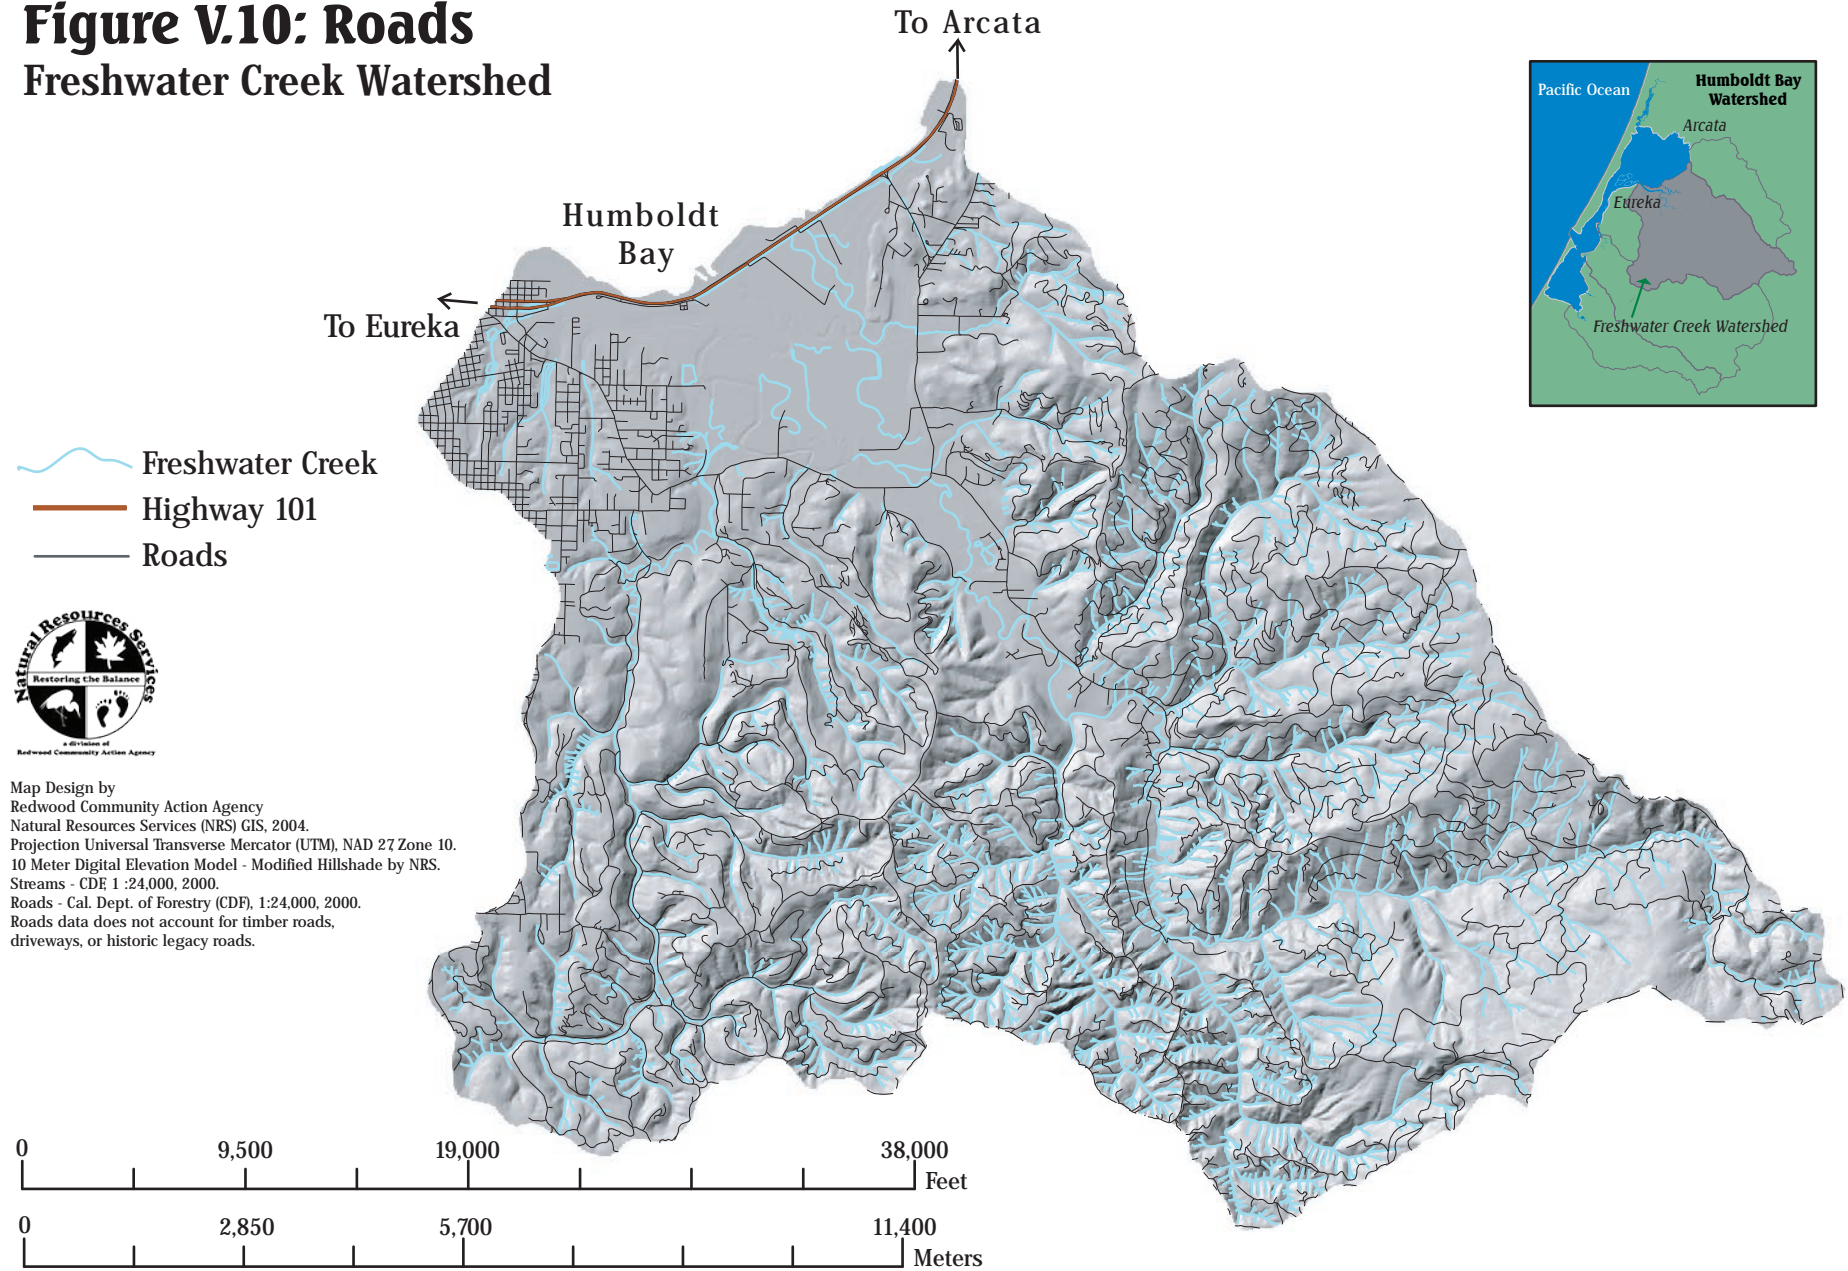 Figure V.10: Roads
Freshwater Creek Watershed
To Arcata
Humboldt
Bay
To Eureka
Pacific Ocean
Humboldt Bay
Watershed
Arcata
Eureka
Freshwater Creek Watershed
Freshwater Creek
Highway 101
Roads
Natural Resources Services
Restoring the Balance
a division of
Redwood Community Action Agency
Map Design by
Redwood Community Action Agency
Natural Resources Services (NRS) GIS, 2004.
Projection Universal Transverse Mercator (UTM), NAD 27, Zone 10.
10 Meter Digital Elevation Model - Modified Hillshade by NRS.
Streams - CDF, 1 :24,000, 2000.
Roads - Cal. Dept. of Forestry (CDF), 1:24,000, 2000.
Roads data does not account for timber roads,
driveways, or historic legacy roads.
0 9,500 19,000 38,000
Feet
0 2,850 5,700 11,400
Meters